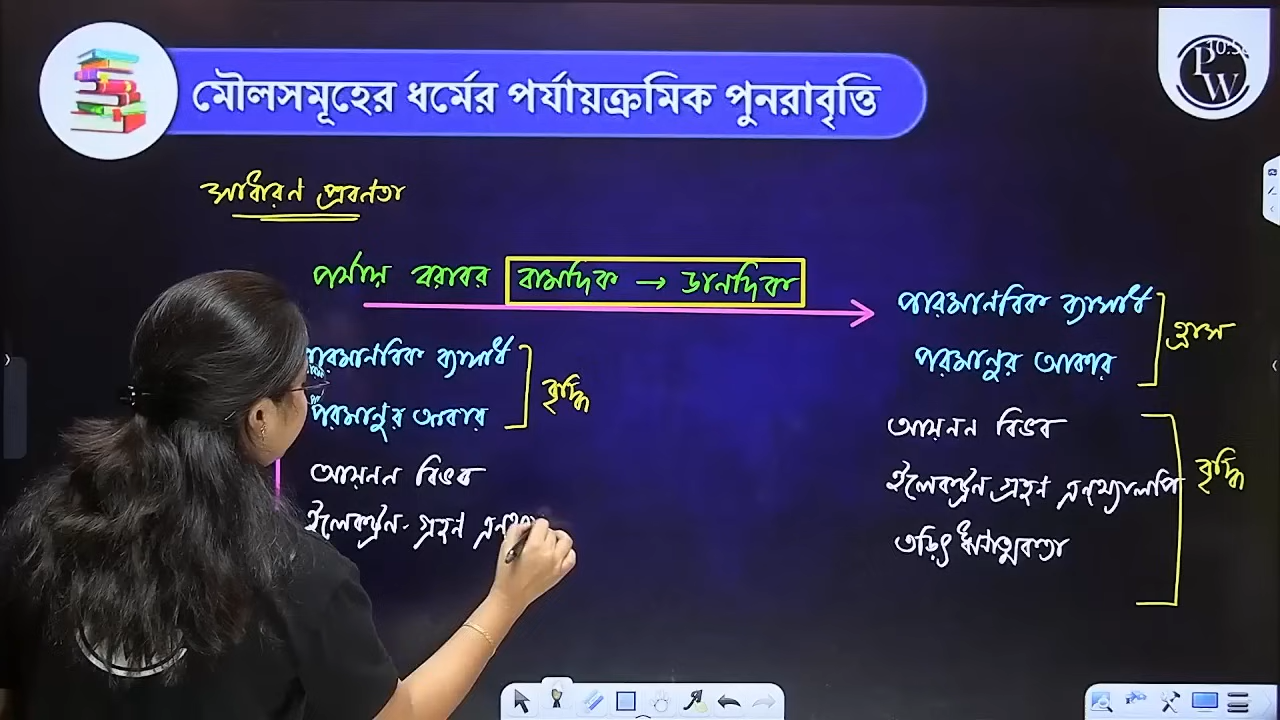 মৌলসমূহের ধর্মের পর্যায়ক্রমিক পুনরাবৃত্তি
PW
সাধারন প্রবনতা
পর্যায় বরাবর বামদিক → ডানদিক
পারমানবিক ব্যাসার্ধ
পরমানুর আকার
হ্রাস
পারমানবিক ব্যাসার্ধ
পরমানুর আকার
বৃদ্ধি
আয়নন বিভব
আয়নন বিভব
ইলেকট্রন গ্রহন এনথ্যালপি
ইলেকট্রন গ্রহন
তড়িৎ ঋনাত্মকতা
বৃদ্ধি